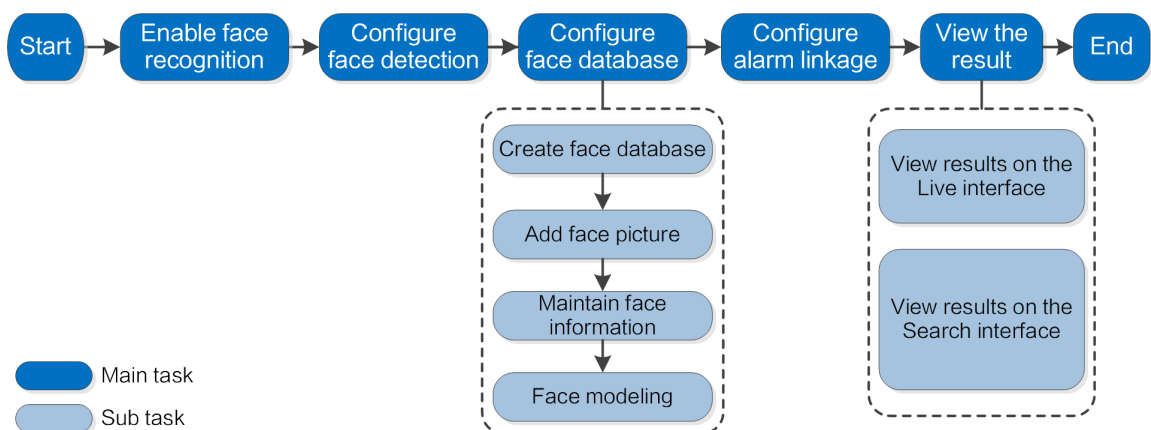 Start
Enable face
recognition
Configure
face detection
Configure
face database
Configure
alarm linkage
View the
result
End
Create face database
Add face picture
Maintain face
information
Face modeling
View results on the
Live interface
View results on the
Search interface
Main task
Sub task